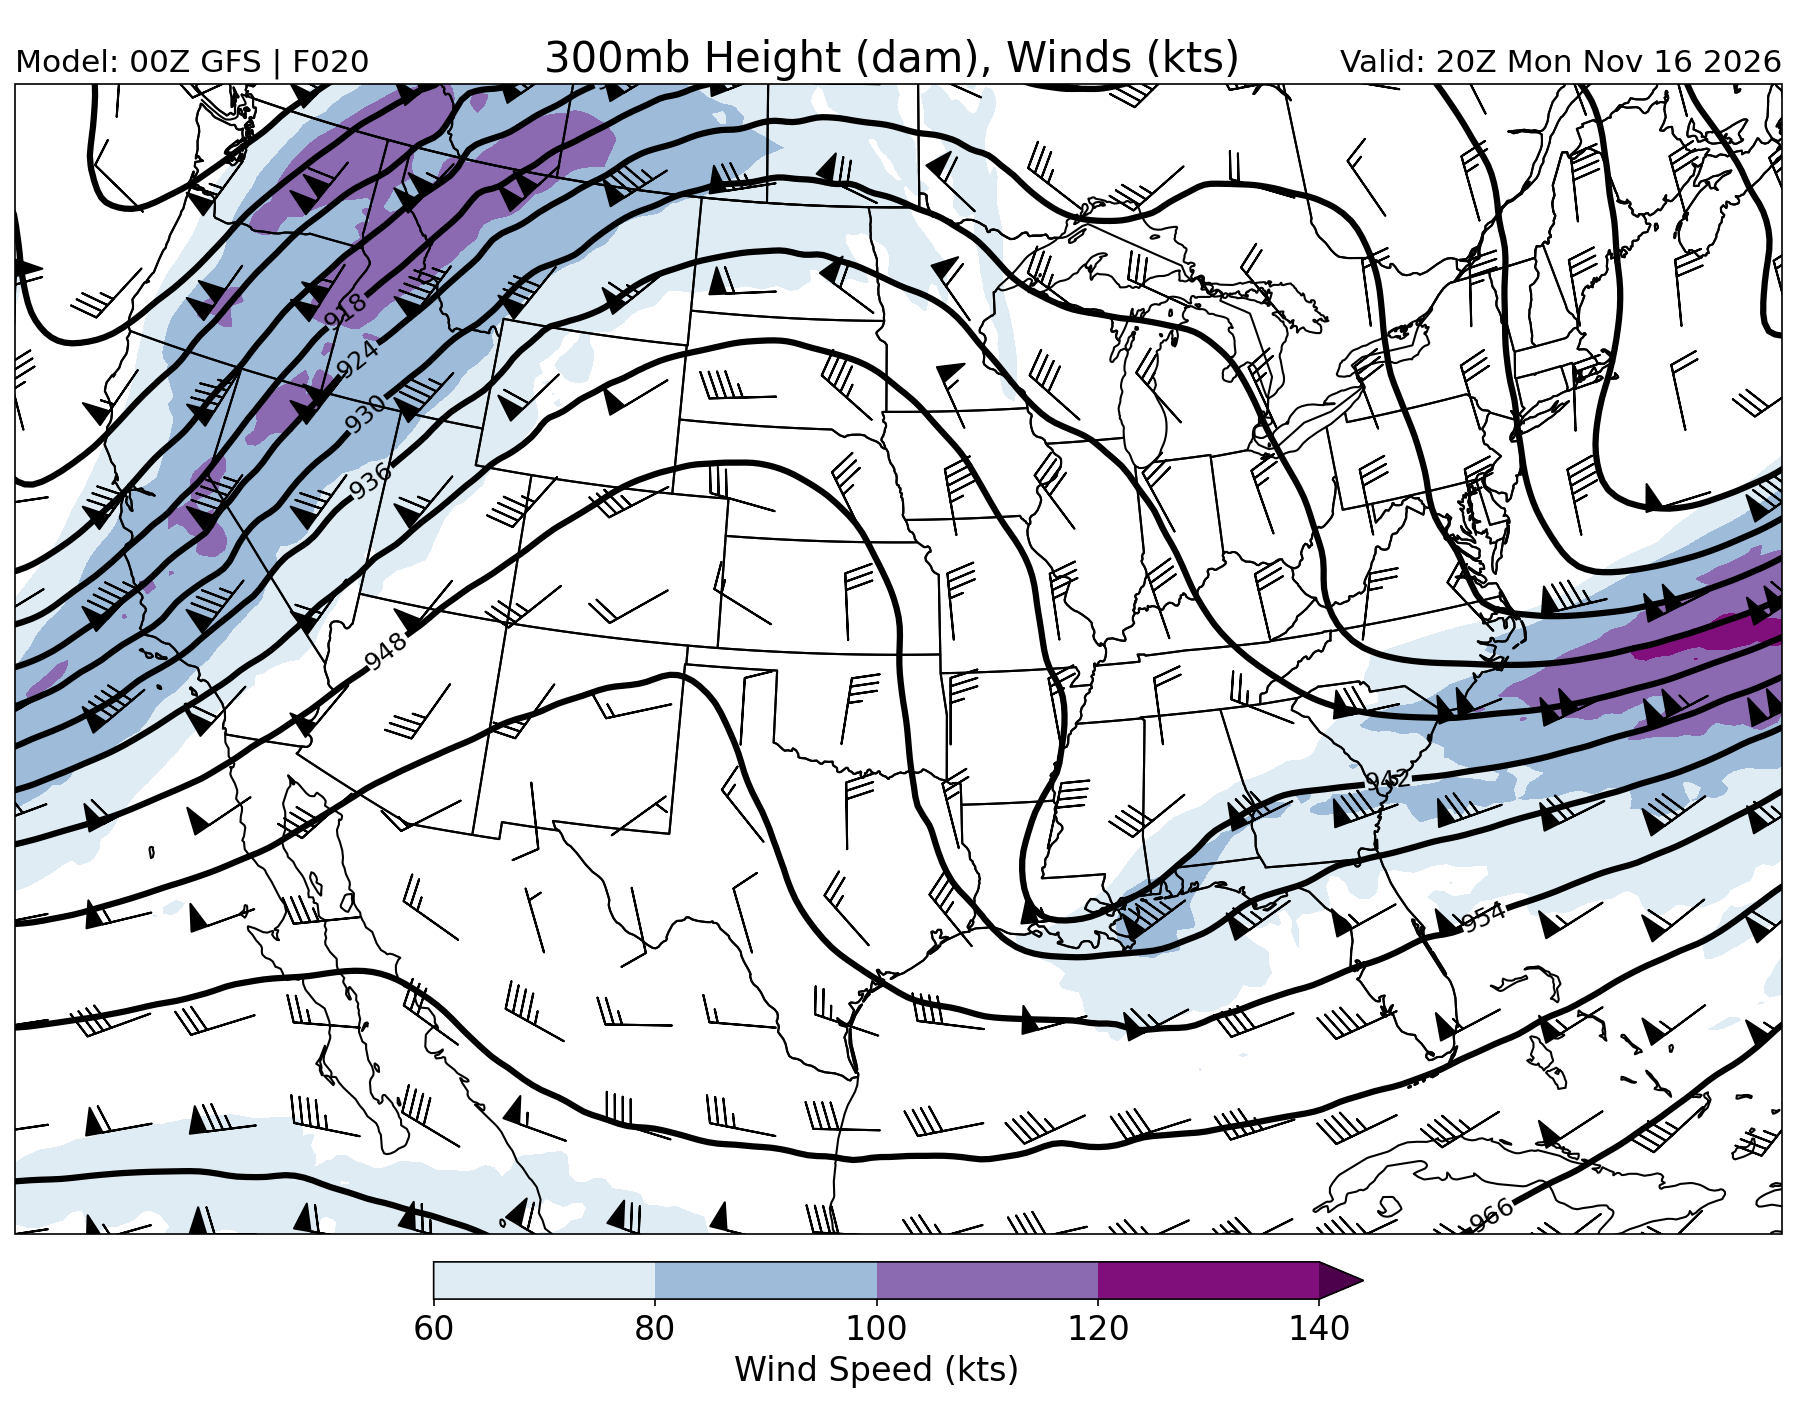 Model: 00Z GFS | F020
300mb Height (dam), Winds (kts)
Valid: 20Z Mon Nov 16 2026
918
924
930
936
948
942
954
966
60 80 100 120 140
Wind Speed (kts)